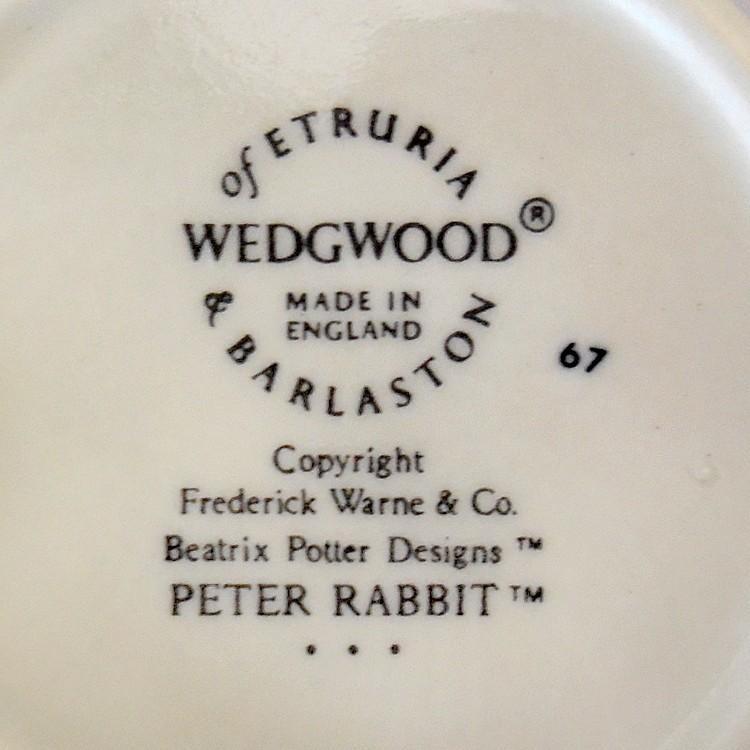 of ETRURIA
WEDGWOOD®
MADE IN
ENGLAND
& BARLASTON
67
Copyright
Frederick Warne & Co.
Beatrix Potter Designs ™
PETER RABBIT ™
• • •